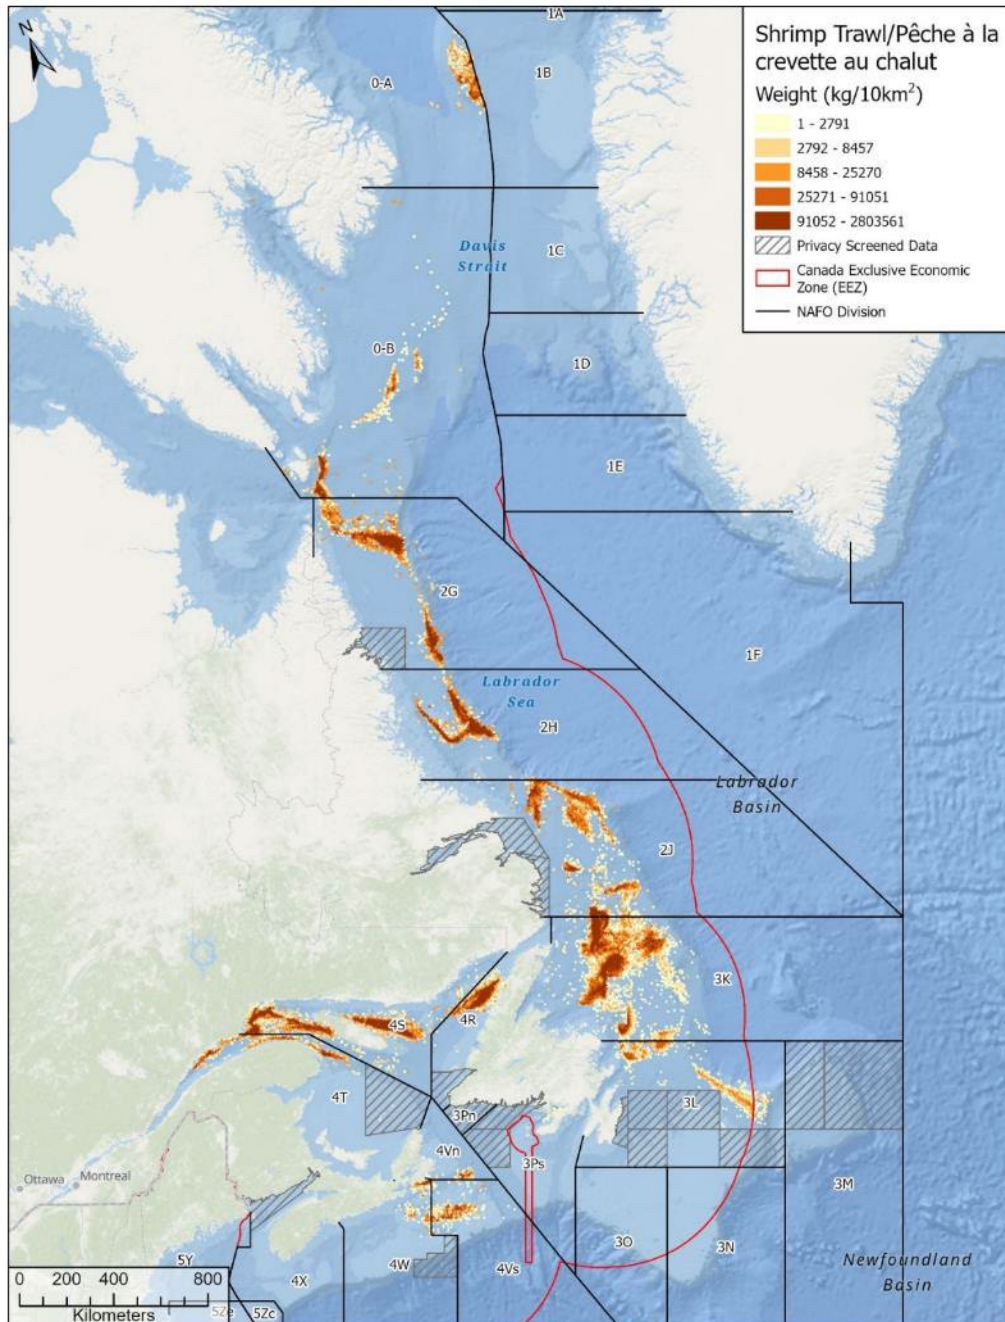 N
1A
0-A
1B
Shrimp Trawl/Pêche à la
crevette au chalut
Weight (kg/10km²)
1 - 2791
2792 - 8457
8458 - 25270
25271 - 91051
91052 - 2803561
Privacy Screened Data
Canada Exclusive Economic
Zone (EEZ)
NAFO Division
Davis
Strait
1C
0-B
1D
1E
2G
1F
Labrador
Sea
2H
Labrador
Basin
2J
3K
4S
4R
4T
3Pn
3L
4Vn
3Ps
3M
Ottawa
Montreal
3O
3N
5Y
4X
4W
4Vs
Newfoundland
Basin
0 200 400 800
Kilometers
5Ze
5Zc